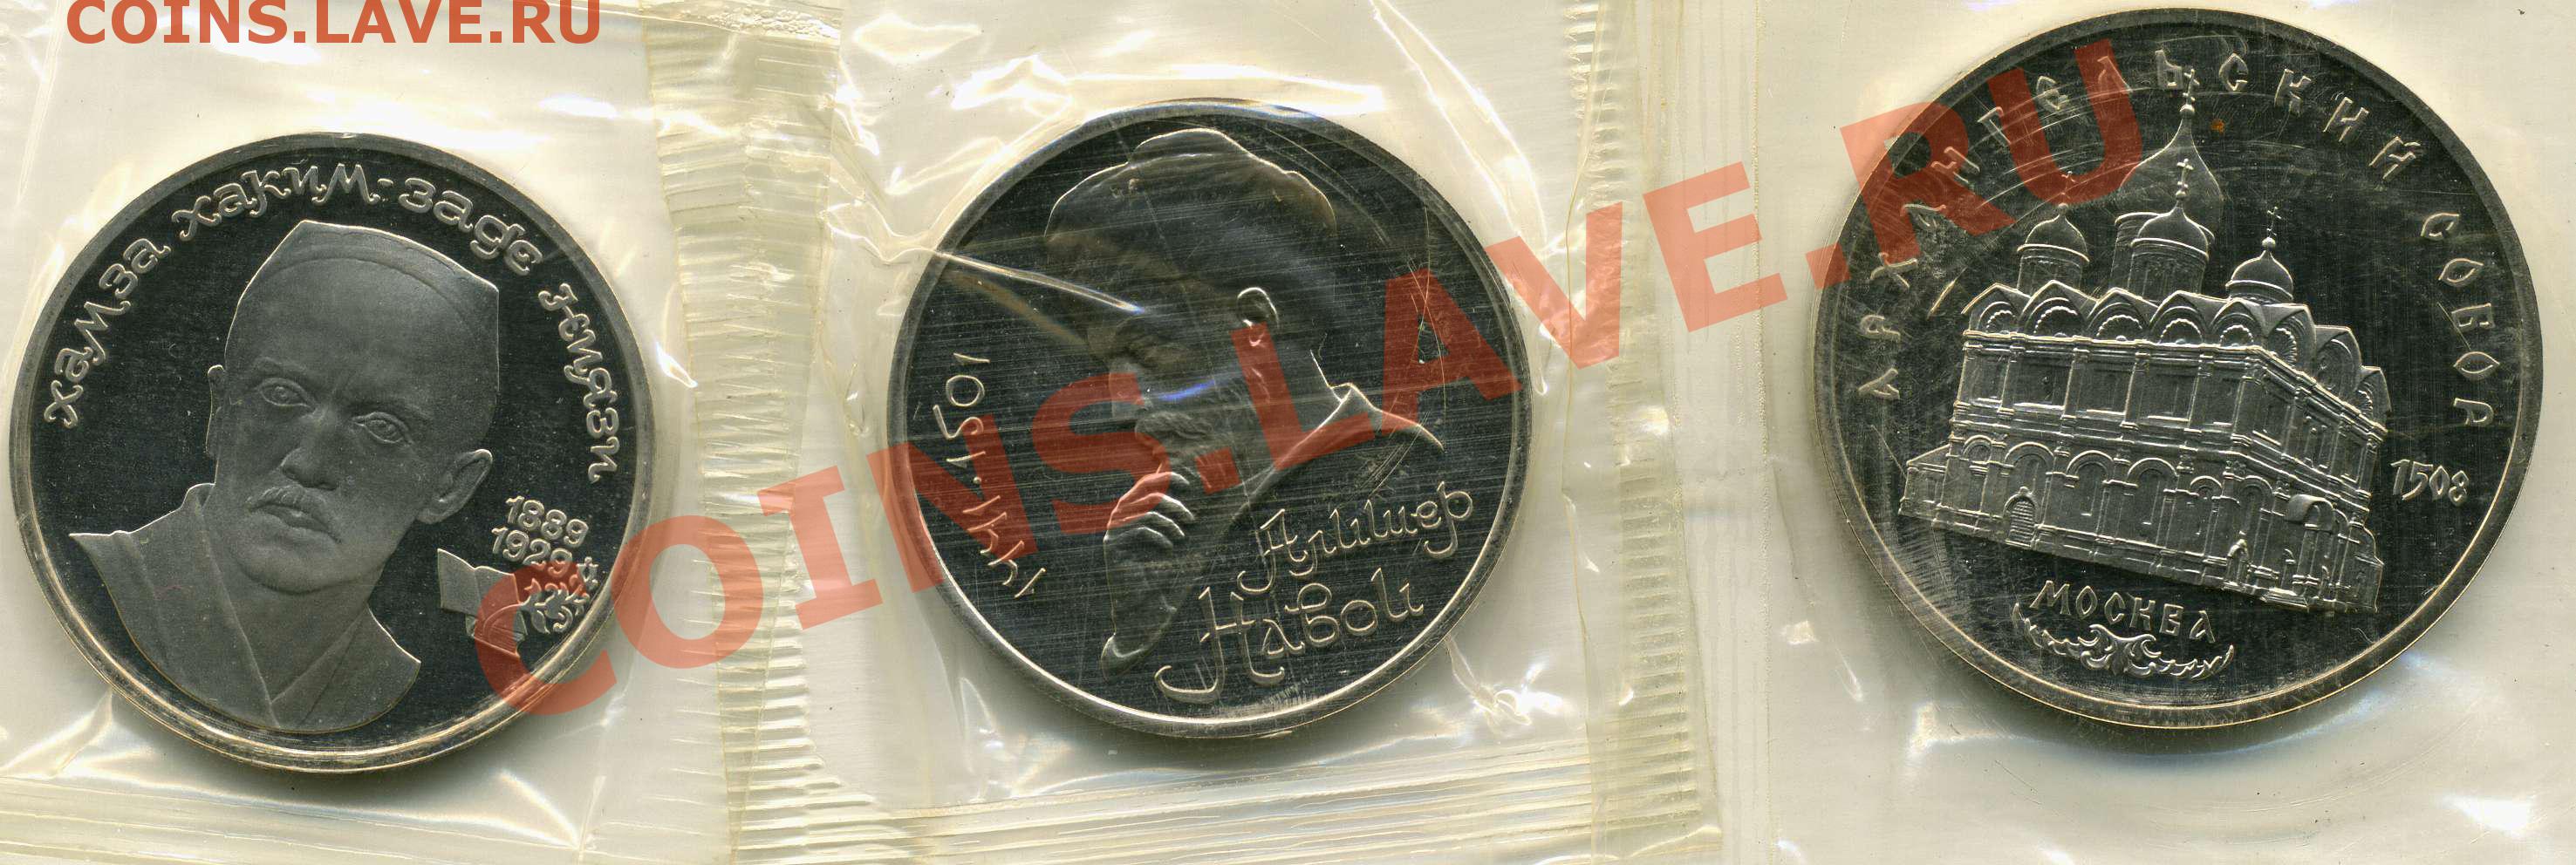 COINS.LAVE.RU
ХАМЗА ХАКИМ-ЗАДЕ НИЯЗИ
1889
1929
1441·1501
Алишер
Навои
АРХАНГЕЛЬСКИЙ СОБОР
1508
МОСКВА
COINS.LAVE.RU